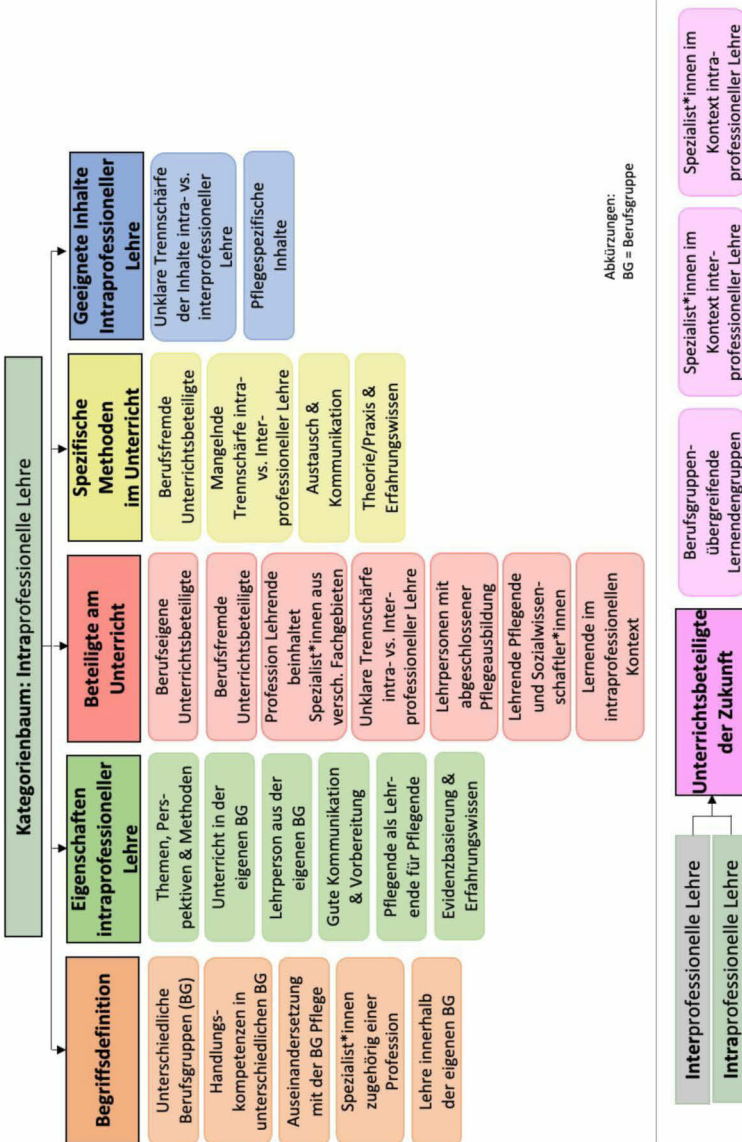 Kategorienbaum: Intraprofessionelle Lehre
Begriffsdefinition
Unterschiedliche
Berufsgruppen (BG)
Handlungs-
kompetenzen in
unterschiedlichen BG
Auseinandersetzung
mit der BG Pflege
Spezialist*innen
zugehörig einer
Profession
Lehre innerhalb
der eigenen BG
Eigenschaften
intraprofessioneller
Lehre
Themen, Pers-
pektiven & Methoden
Unterricht in der
eigenen BG
Lehrperson aus der
eigenen BG
Gute Kommunikation
& Vorbereitung
Pflegende als Lehr-
ende für Pflegende
Evidenzbasierung &
Erfahrungswissen
Beteiligte am
Unterricht
Berufseigene
Unterrichtsbeteiligte
Berufsfremde
Unterrichtsbeteiligte
Profession Lehrende
beinhaltet
Spezialist*innen aus
versch. Fachgebieten
Unklare Trennschärfe
intra- vs. Inter-
professioneller Lehre
Lehrpersonen mit
abgeschlossener
Pflegeausbildung
Lehrende Pflegende
und Sozialwissen-
schaftler*innen
Lernende im
intraprofessionellen
Kontext
Spezifische
Methoden
im Unterricht
Berufsfremde
Unterrichtsbeteiligte
Mangelnde
Trennschärfe intra-
vs. Inter-
professioneller Lehre
Austausch &
Kommunikation
Theorie/Praxis &
Erfahrungswissen
Geeignete Inhalte
Intraprofessioneller
Lehre
Unklare Trennschärfe
der Inhalte intra- vs.
interprofessioneller
Lehre
Pflegespezifische
Inhalte
Abkürzungen:
BG = Berufsgruppe
Interprofessionelle Lehre
Intraprofessionelle Lehre
Unterrichtsbeteiligte
der Zukunft
Berufsgruppen-
übergreifende
Lernendengruppen
Spezialist*innen im
Kontext inter-
professioneller Lehre
Spezialist*innen im
Kontext intra-
professioneller Lehre